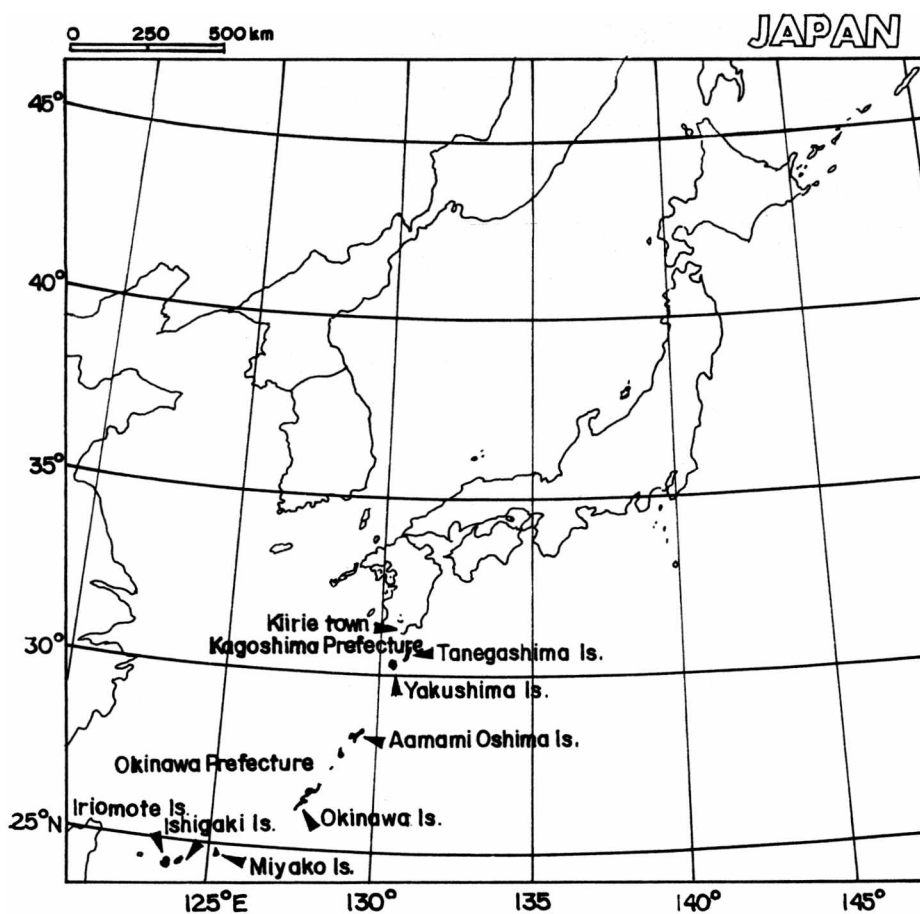 0 250 500 km
JAPAN
45°
40°
35°
30°
25°N
Kiirie town
Kagoshima Prefecture
Tanegashima Is.
Yakushima Is.
Aamami Oshima Is.
Okinawa Prefecture
Okinawa Is.
Iriomote Is.
Ishigaki Is.
Miyako Is.
125°E 130° 135° 140° 145°